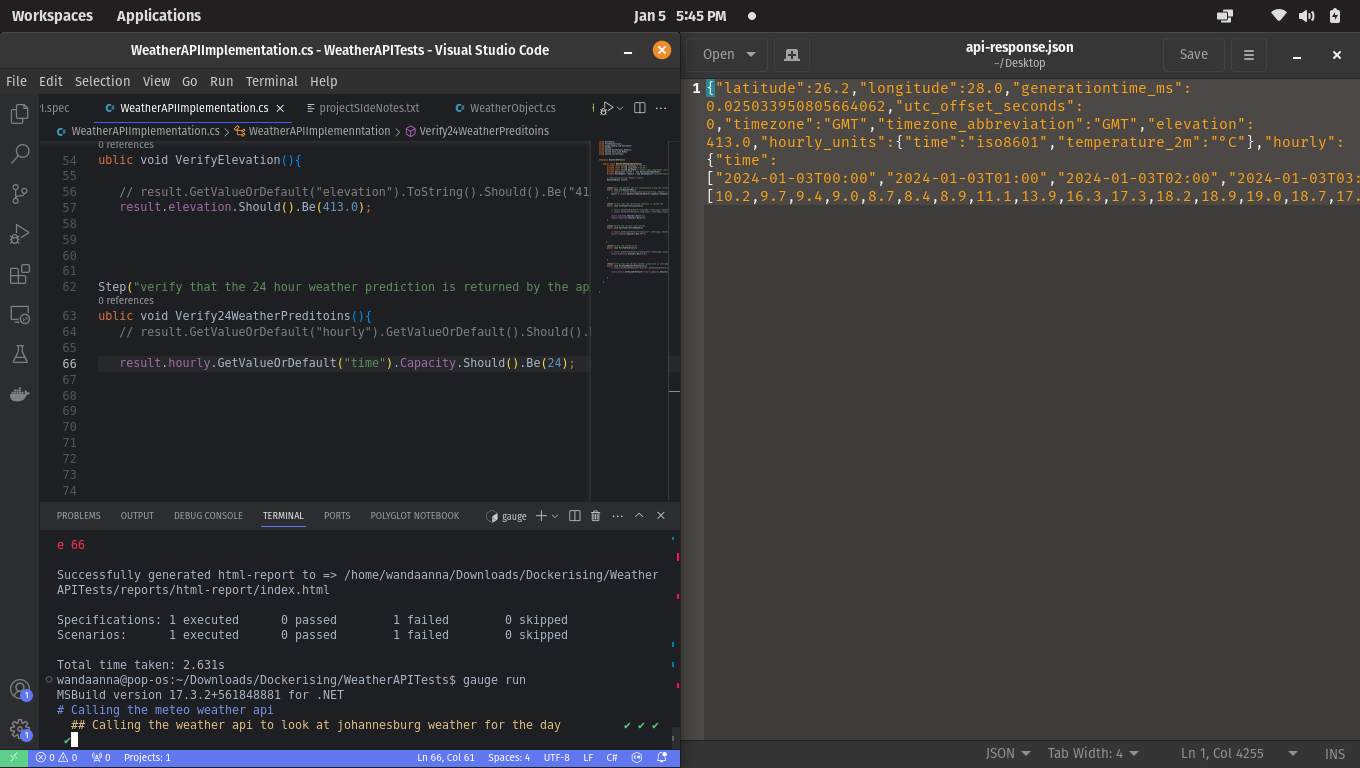 Workspaces Applications Jan 5 5:45 PM
WeatherAPIImplementation.cs - WeatherAPITests - Visual Studio Code
File Edit Selection View Go Run Terminal Help
I.spec WeatherAPIImplementation.cs projectSIdeNotes.txt WeatherObject.cs
WeatherAPIImplementation.cs > WeatherAPIImplemenntation > Verify24WeatherPreditoins
0 references
54 ublic void VerifyElevation(){
55
56 // result.GetValueOrDefault("elevation").ToString().Should().Be("413
57 result.elevation.Should().Be(413.0);
58
59
60
61
62 Step("verify that the 24 hour weather prediction is returned by the ap
0 references
63 ublic void Verify24WeatherPreditoins(){
64 // result.GetValueOrDefault("hourly").GetValueOrDefault().Should().
65
66 result.hourly.GetValueOrDefault("time").Capacity.Should().Be(24);
67
68
69
70
71
72
73
74
PROBLEMS OUTPUT DEBUG CONSOLE TERMINAL PORTS POLYGLOT NOTEBOOK gauge
e 66
Successfully generated html-report to => /home/wandaanna/Downloads/Dockerising/Weather
APITests/reports/html-report/index.html
Specifications: 1 executed 0 passed 1 failed 0 skipped
Scenarios: 1 executed 0 passed 1 failed 0 skipped
Total time taken: 2.631s
wandaanna@pop-os:~/Downloads/Dockerising/WeatherAPITests$ gauge run
MSBuild version 17.3.2+561848881 for .NET
# Calling the meteo weather api
## Calling the weather api to look at johannesburg weather for the day ✔ ✔ ✔
✔
1
1
0 0 0 Projects: 1 Ln 66, Col 61 Spaces: 4 UTF-8 LF C#
Open api-response.json Save
~/Desktop
1 {"latitude":26.2,"longitude":28.0,"generationtime_ms":
0.025033950805664062,"utc_offset_seconds":
0,"timezone":"GMT","timezone_abbreviation":"GMT","elevation":
413.0,"hourly_units":{"time":"iso8601","temperature_2m":"°C"},"hourly":
{"time":
["2024-01-03T00:00","2024-01-03T01:00","2024-01-03T02:00","2024-01-03T03:
[10.2,9.7,9.4,9.0,8.7,8.4,8.9,11.1,13.9,16.3,17.3,18.2,18.9,19.0,18.7,17.
JSON Tab Width: 4 Ln 1, Col 4255 INS